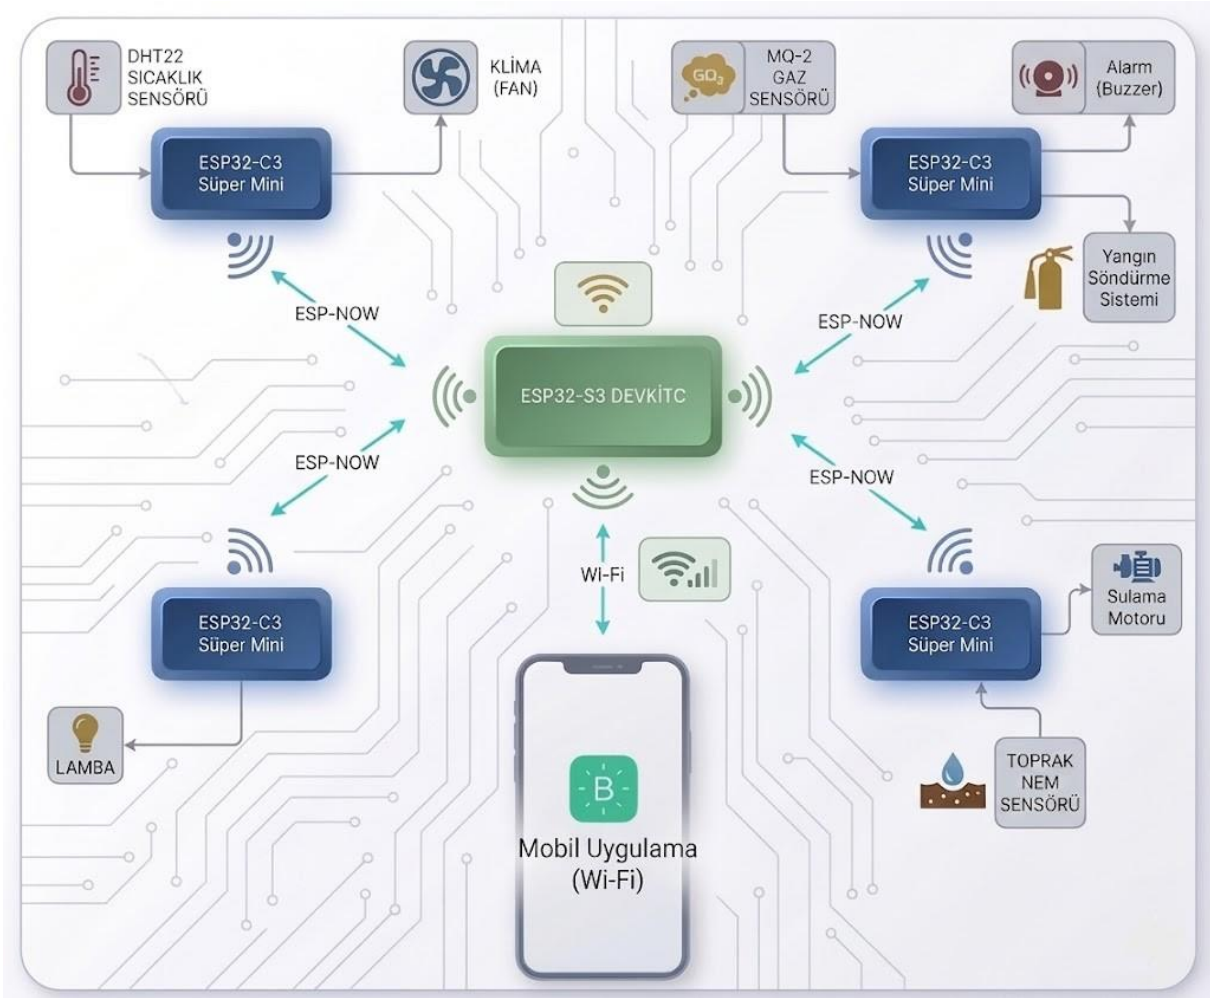 DHT22
SICAKLIK
SENSÖRÜ
KLİMA
(FAN)
GO₂
MQ-2
GAZ
SENSÖRÜ
Alarm
(Buzzer)
ESP32-C3
Süper Mini
ESP32-C3
Süper Mini
Yangın
Söndürme
Sistemi
ESP-NOW
ESP-NOW
ESP32-S3 DEVKİTC
ESP-NOW
ESP-NOW
WI-Fi
ESP32-C3
Süper Mini
ESP32-C3
Süper Mini
Sulama
Motoru
LAMBA
TOPRAK
NEM
SENSÖRÜ
B
Mobil Uygulama
(Wi-Fi)